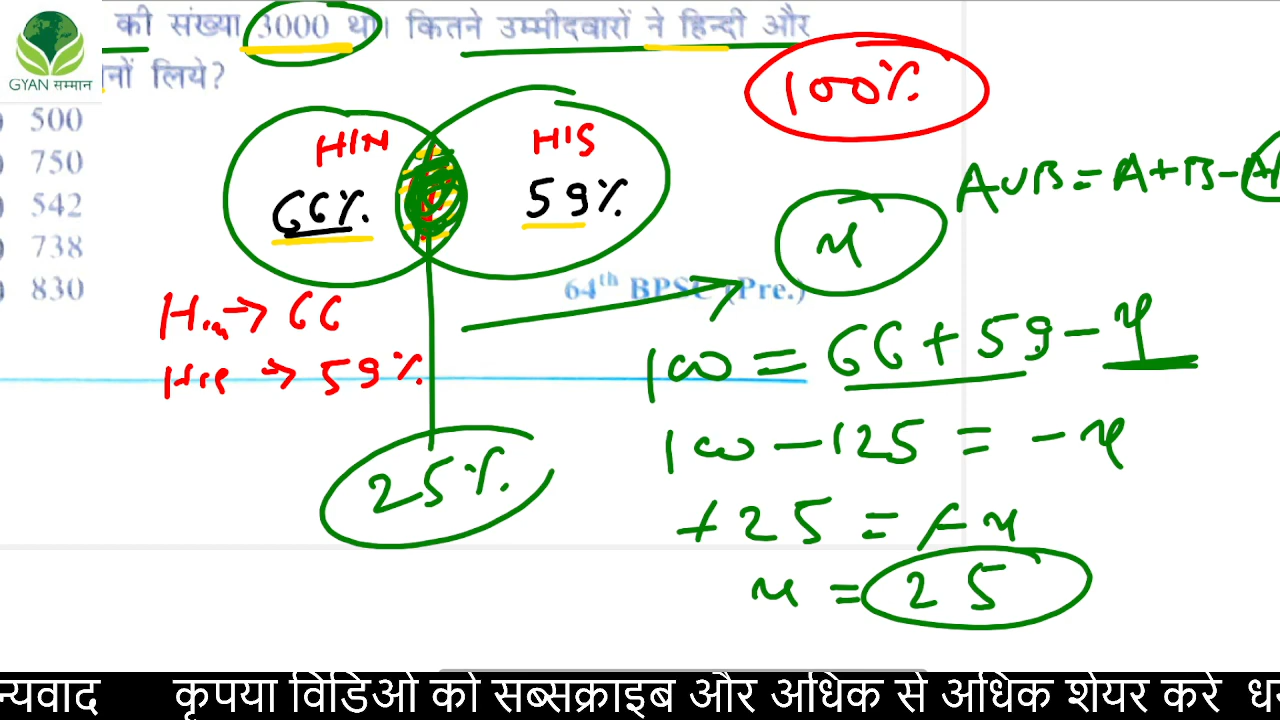 की संख्या 3000 था। कितने उम्मीदवारों ने हिन्दी और
नों लिये?
GYAN सम्मान
500
750
542
738
830
100%
HIN
HIS
66%
59%
A∪B = A + B -
x
64th BPSC (Pre.)
Hin → 66
His → 59%
100 = 66 + 59 - x
100 - 125 = - x
25%
+25 = +x
x = 25
न्यवाद कृपया विडिओ को सब्सक्राइब और अधिक से अधिक शेयर करे ध